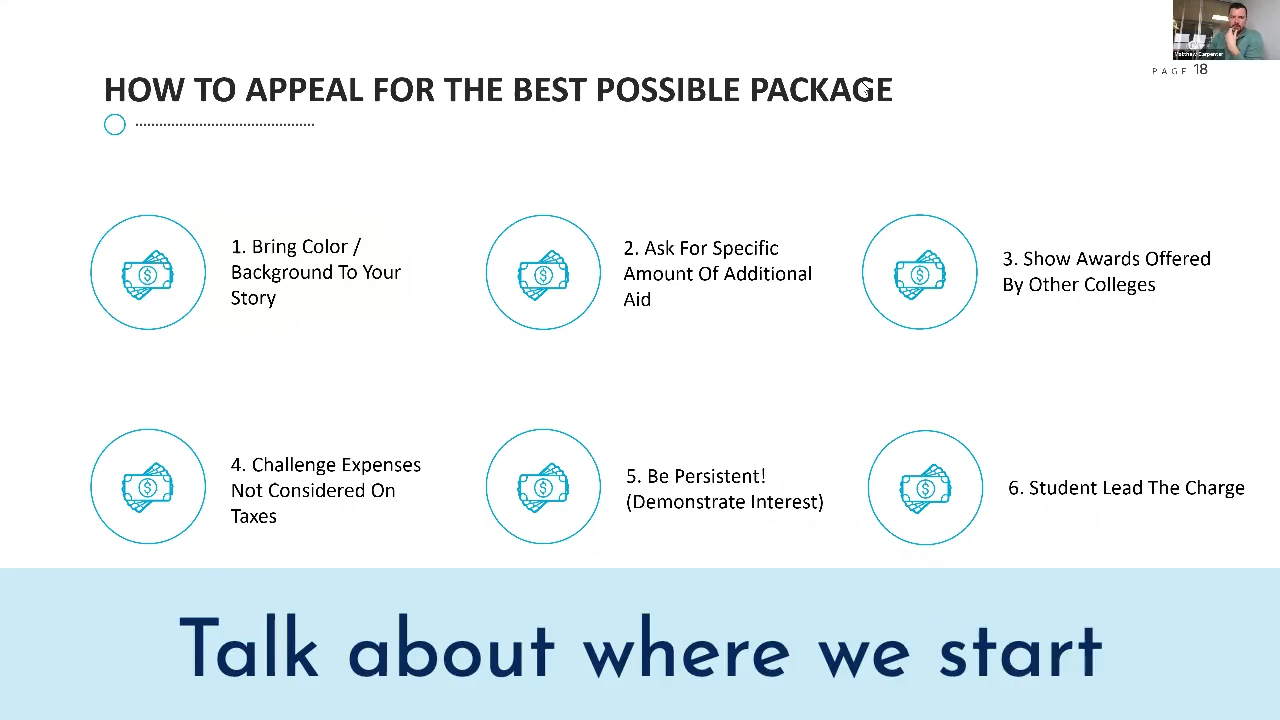 Matthew Carpenter
PAGE 18
HOW TO APPEAL FOR THE BEST POSSIBLE PACKAGE
1. Bring Color /
Background To Your
Story
2. Ask For Specific
Amount Of Additional
Aid
3. Show Awards Offered
By Other Colleges
4. Challenge Expenses
Not Considered On
Taxes
5. Be Persistent!
(Demonstrate Interest)
6. Student Lead The Charge
Talk about where we start